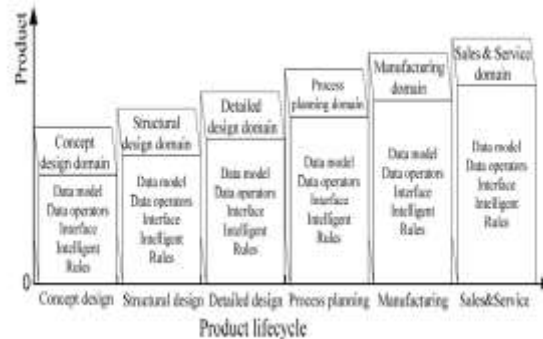 Product
Sales & Service
domain
Manufacturing
domain
Process
planning domain
Detailed
design domain
Structural
design domain
Concept
design domain
Data model
Data operators
Interface
Intelligent
Rules
Data model
Data operators
Interface
Intelligent
Rules
Data model
Data operators
Interface
Intelligent
Rules
Data model
Data operators
Interface
Intelligent
Rules
Data model
Data operators
Interface
Intelligent
Rules
Data model
Data operators
Interface
Intelligent
Rules
0
Concept design Structural design Detailed design Process planning Manufacturing Sales&Service
Product lifecycle